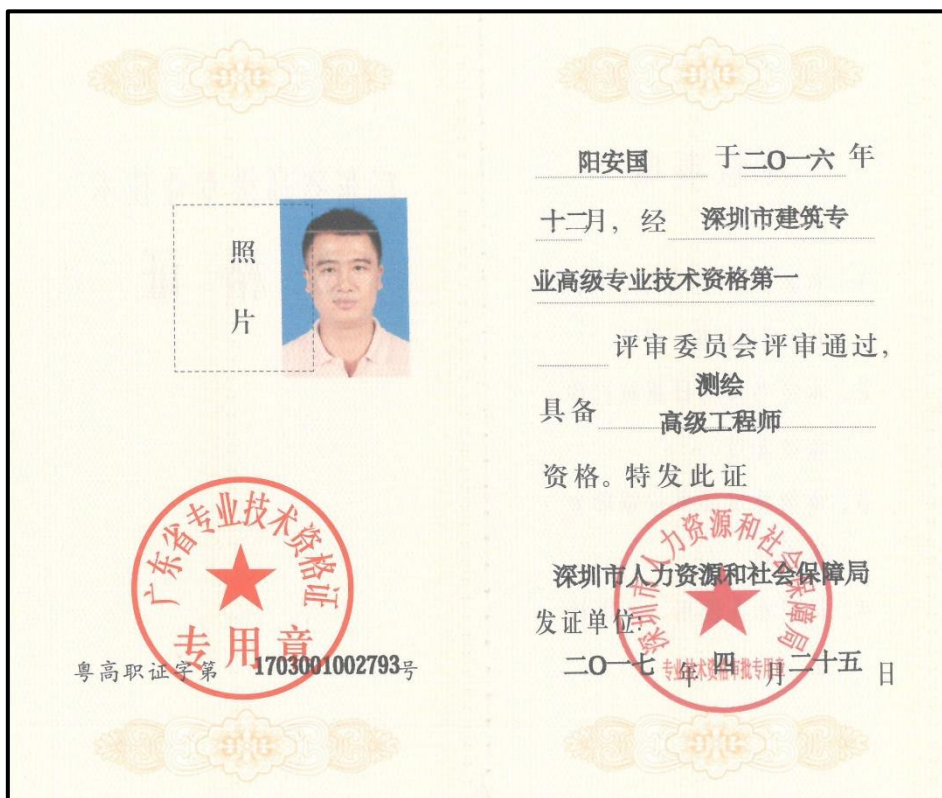 照
片
广东省专业技术资格证
专用章
粤高职证字第 1703001002793号
阳安国 于二O一六 年
十二月, 经 深圳市建筑专
业高级专业技术资格第一
评审委员会评审通过,
测绘
具备 高级工程师
资格。特发此证
深圳市人力资源和社会保障局
深圳市人力资源和社会保障局
发证单位:
二O一七 年 四 月 二十五 日
专业技术资格审批专用章